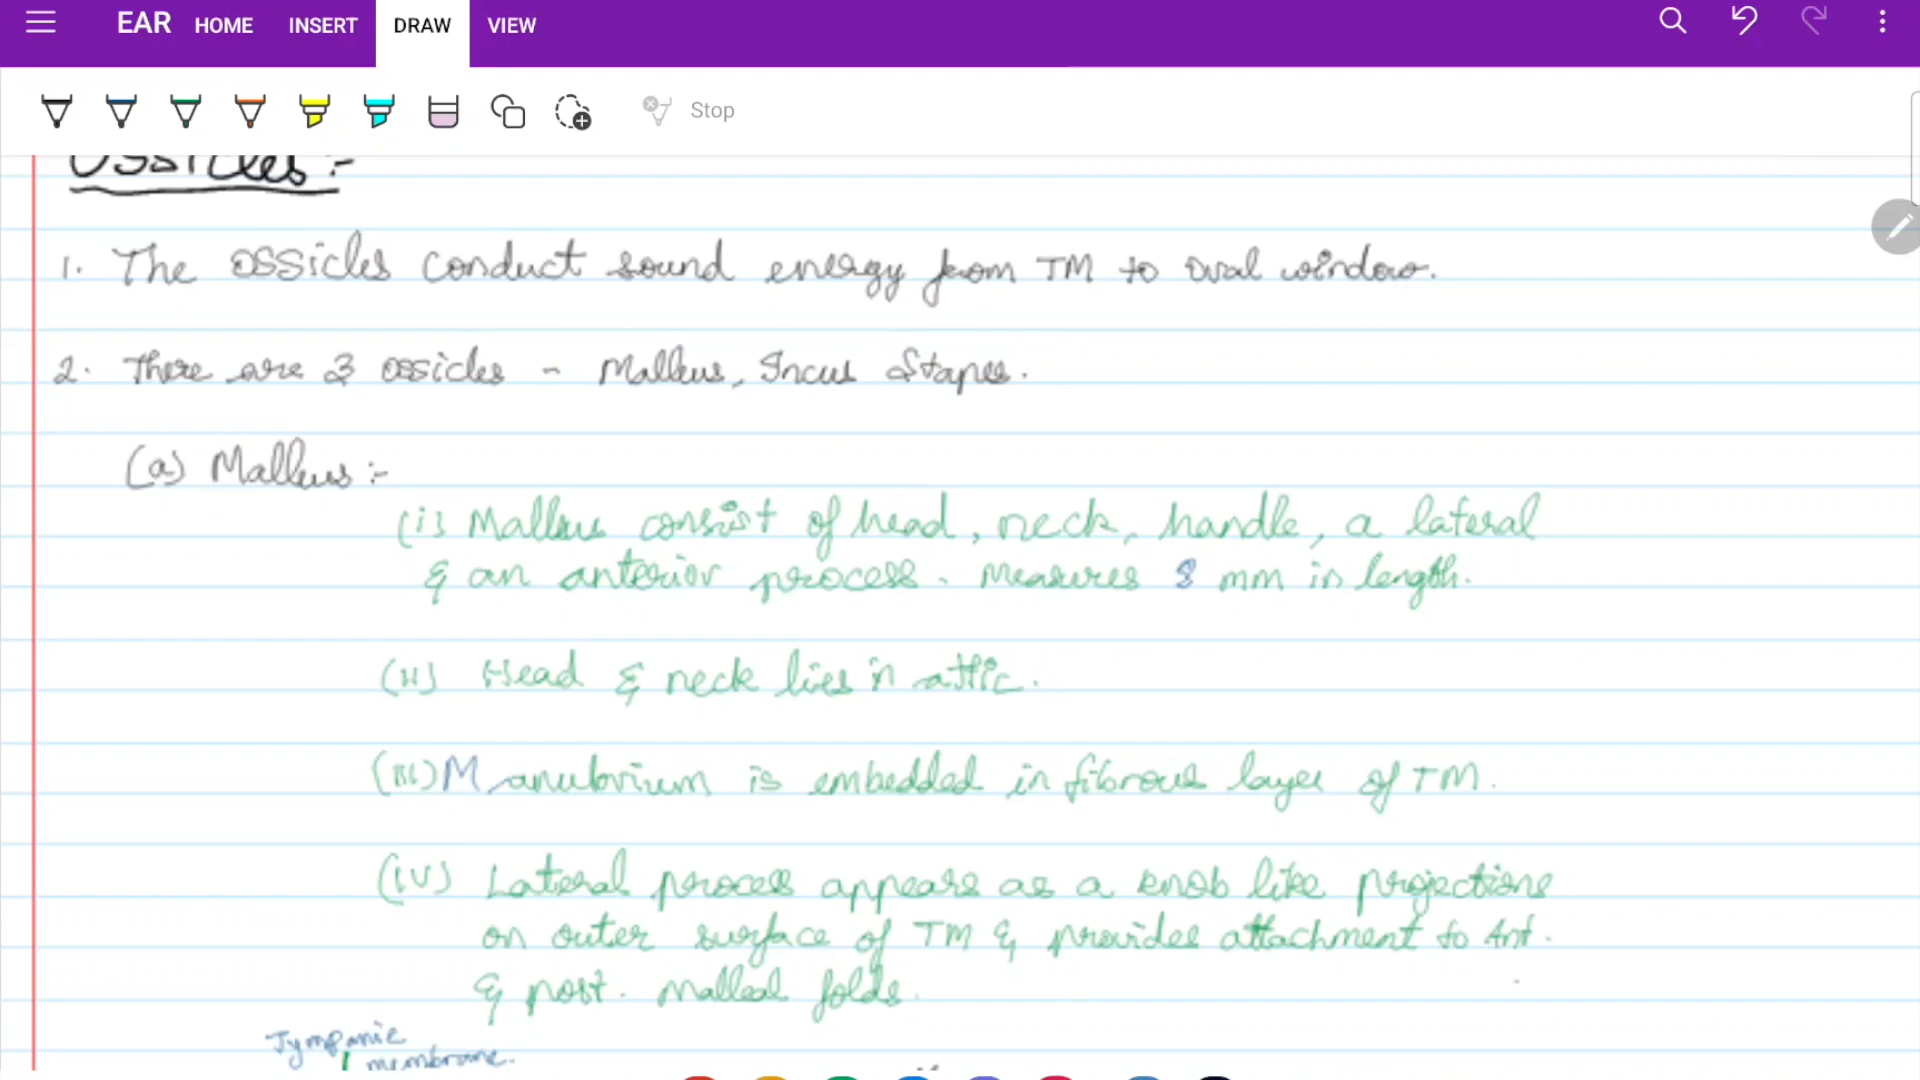 EAR HOME INSERT DRAW VIEW
Stop
Ossicles :-
1. The ossicles conduct sound energy from TM to oval window.
2. There are 3 ossicles - Malleus, Incus Stapes.
(a) Malleus :-
(i) Malleus consist of head, neck, handle, a lateral
& an anterior process. Measures 8 mm in length.
(ii) Head & neck lies in attic.
(iii) Manubrium is embedded in fibrous layer of TM.
(iv) Lateral process appears as a knob like projections
on outer surface of TM & provides attachment to Ant.
& post. malleal folds.
Tympanic
membrane.